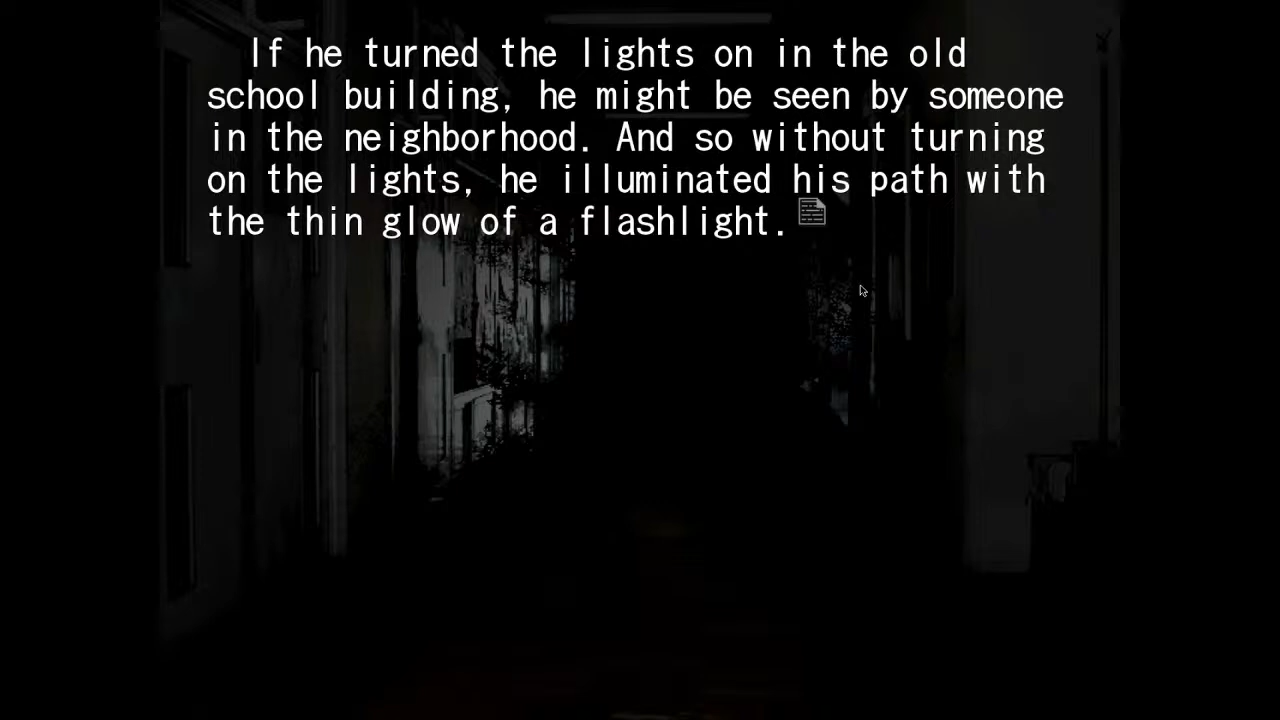 If he turned the lights on in the old
school building, he might be seen by someone
in the neighborhood. And so without turning
on the lights, he illuminated his path with
the thin glow of a flashlight.